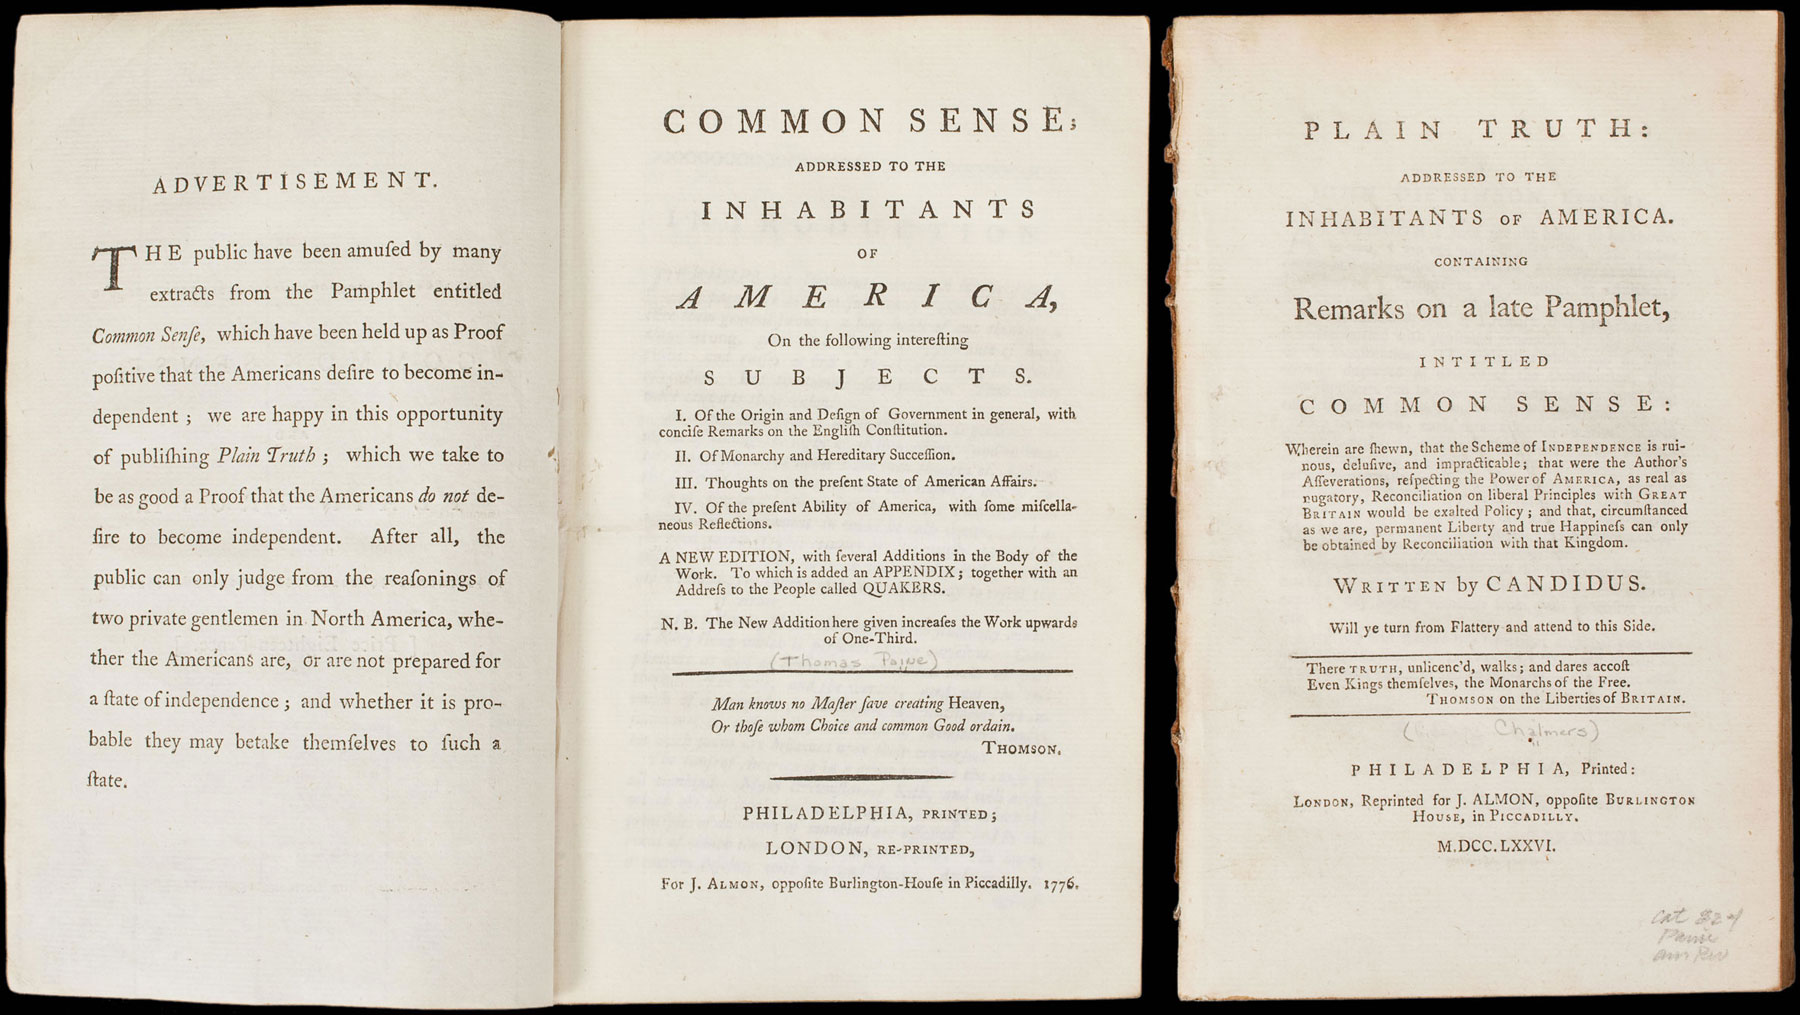 ADVERTISEMENT.
THE public have been amuſed by many
extracts from the Pamphlet entitled
Common Senſe, which have been held up as Proof
poſitive that the Americans deſire to become in-
dependent ; we are happy in this opportunity
of publiſhing Plain Truth ; which we take to
be as good a Proof that the Americans do not de-
ſire to become independent. After all, the
public can only judge from the reaſonings of
two private gentlemen in North America, whe-
ther the Americans are, or are not prepared for
a ſtate of independence ; and whether it is pro-
bable they may betake themſelves to ſuch a
ſtate.
COMMON SENSE;
ADDRESSED TO THE
INHABITANTS
OF
AMERICA,
On the following intereſting
SUBJECTS.
I. Of the Origin and Deſign of Government in general, with
conciſe Remarks on the Engliſh Conſtitution.
II. Of Monarchy and Hereditary Succeſſion.
III. Thoughts on the preſent State of American Affairs.
IV. Of the preſent Ability of America, with ſome miſcella-
neous Reflections.
A NEW EDITION, with ſeveral Additions in the Body of the
Work. To which is added an APPENDIX ; together with an
Addreſs to the People called QUAKERS.
N. B. The New Addition here given increaſes the Work upwards
of One-Third.
(Thomas Paine)
Man knows no Maſter ſave creating Heaven,
Or thoſe whom Choice and common Good ordain.
THOMSON.
PHILADELPHIA, PRINTED;
LONDON, RE-PRINTED,
For J. ALMON, oppoſite Burlington-Houſe in Piccadilly. 1776.
PLAIN TRUTH:
ADDRESSED TO THE
INHABITANTS OF AMERICA.
CONTAINING
Remarks on a late Pamphlet,
INTITLED
COMMON SENSE:
Wherein are ſhewn, that the Scheme of INDEPENDENCE is rui-
nous, deluſive, and impracticable ; that were the Author's
Aſſeverations, reſpecting the Power of AMERICA, as real as
nugatory, Reconciliation on liberal Principles with GREAT
BRITAIN would be exalted Policy ; and that, circumſtanced
as we are, permanent Liberty and true Happineſs can only
be obtained by Reconciliation with that Kingdom.
WRITTEN by CANDIDUS.
Will ye turn from Flattery and attend to this Side.
There TRUTH, unlicenc'd, walks ; and dares accoſt
Even Kings themſelves, the Monarchs of the Free.
THOMSON on the Liberties of BRITAIN.
Chalmers)
PHILADELPHIA, Printed:
LONDON, Reprinted for J. ALMON, oppoſite BURLINGTON
HOUSE, in PICCADILLY.
M.DCC.LXXVI.
cat 824
Paine
am Rev